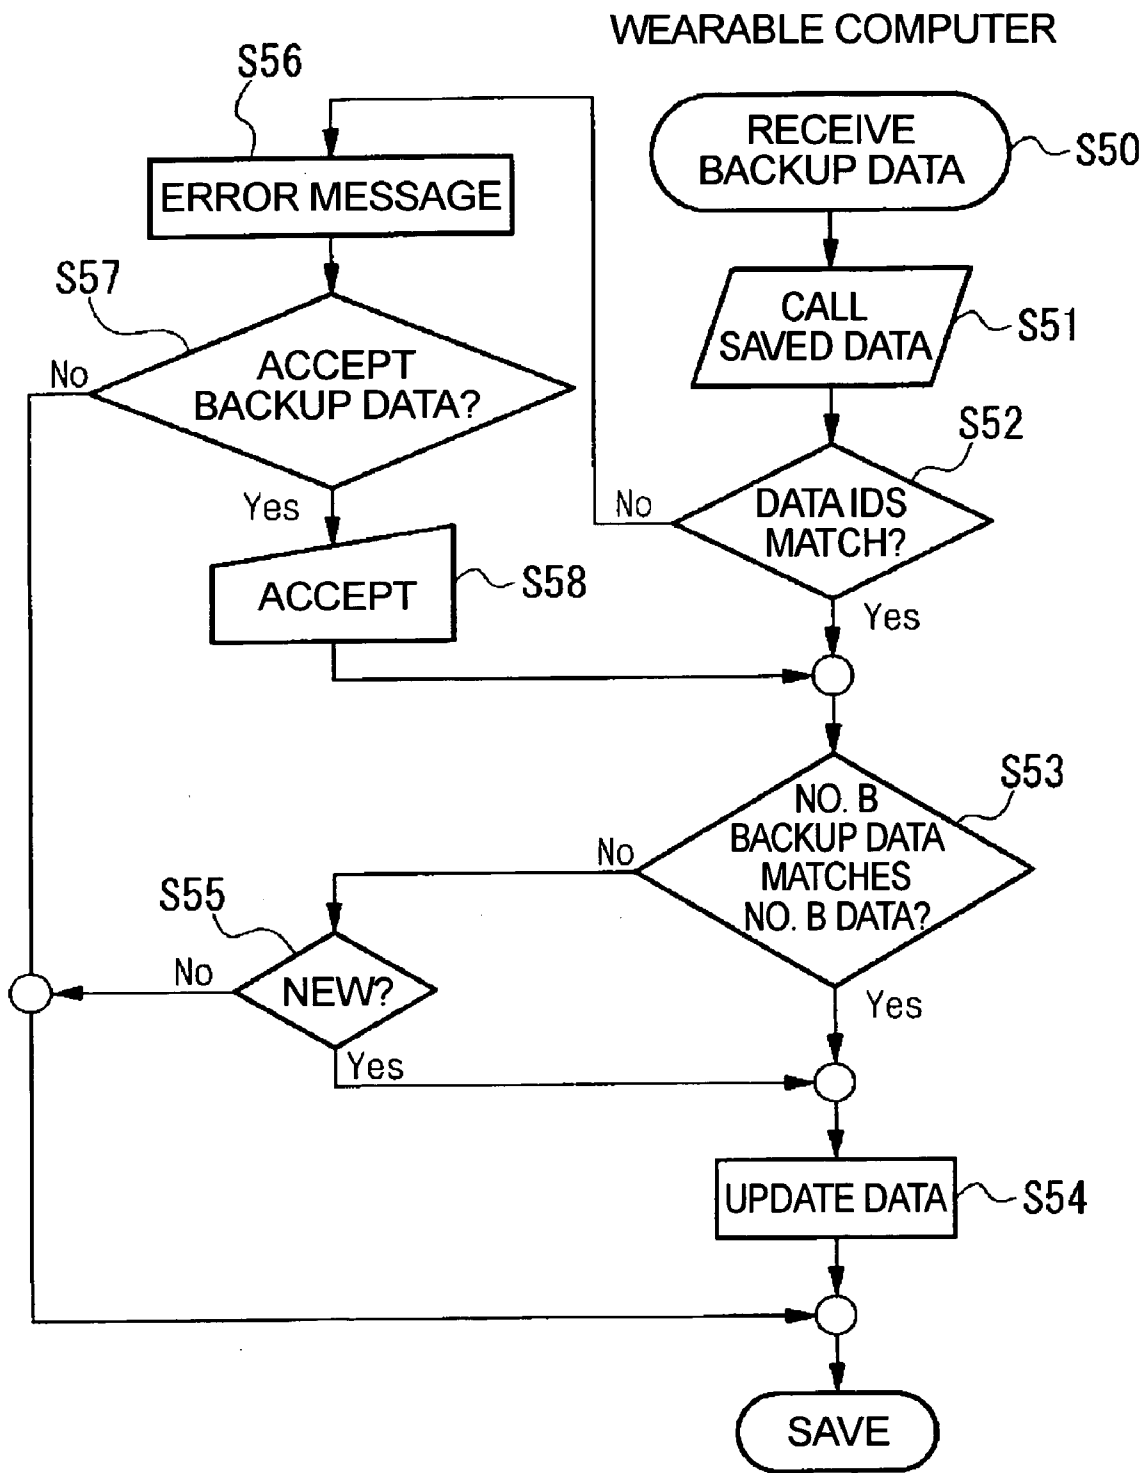 WEARABLE COMPUTER
S56
RECEIVE
BACKUP DATA
S50
ERROR MESSAGE
S57
CALL
SAVED DATA
S51
No
ACCEPT
BACKUP DATA?
S52
Yes
No
DATA IDS
MATCH?
ACCEPT
S58
Yes
S53
NO. B
BACKUP DATA
MATCHES
NO. B DATA?
No
S55
No
NEW?
Yes
Yes
UPDATE DATA
S54
SAVE